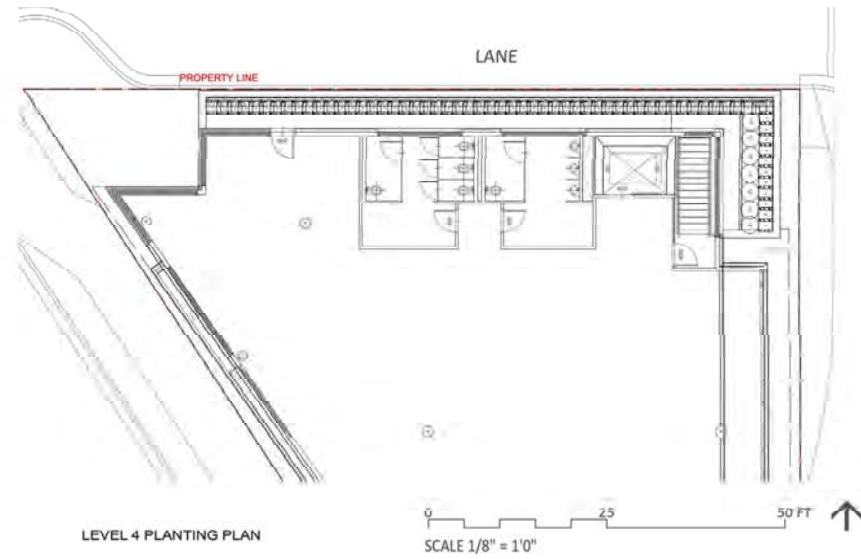 LANE
PROPERTY LINE
0 25 50 FT
LEVEL 4 PLANTING PLAN
SCALE 1/8" = 1'0"